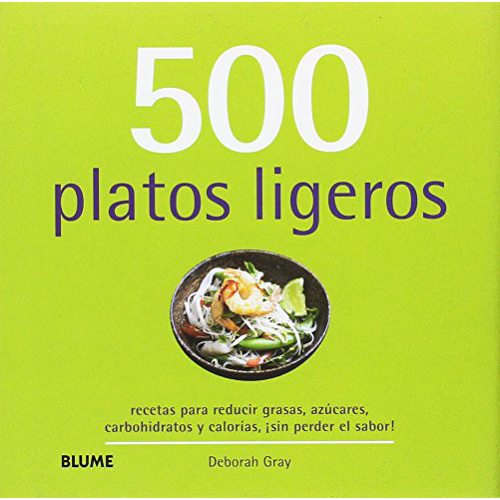 500
platos ligeros
recetas para reducir grasas, azúcares,
carbohidratos y calorías, ¡sin perder el sabor!
BLUME
Deborah Gray